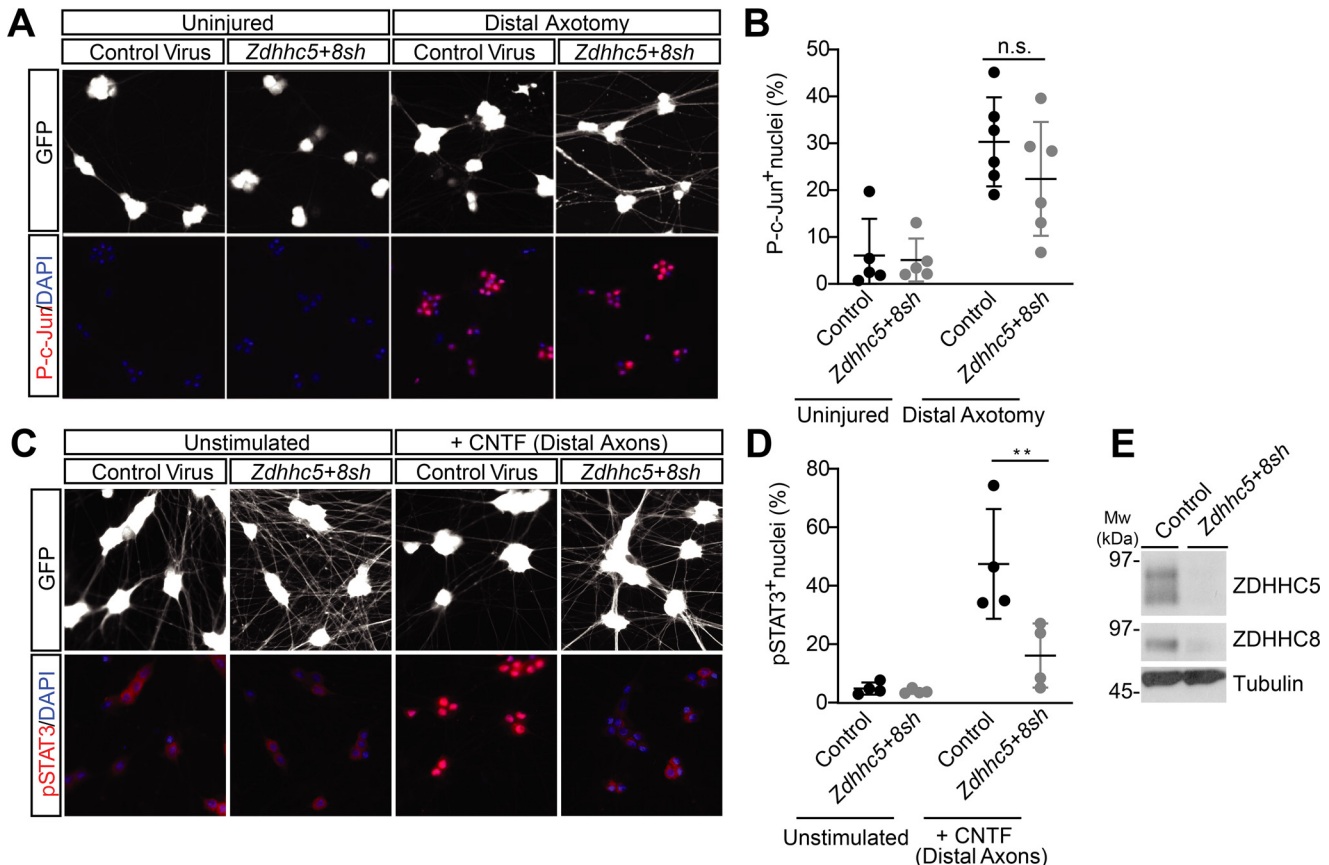 A
Uninjured
Distal Axotomy
Control Virus
Zdhhc5+8sh
Control Virus
Zdhhc5+8sh
GFP
P-c-Jun/DAPI
B
P-c-Jun+ nuclei (%)
50
40
30
20
10
0
n.s.
Control
Zdhhc5+8sh
Control
Zdhhc5+8sh
Uninjured
Distal Axotomy
C
Unstimulated
+ CNTF (Distal Axons)
Control Virus
Zdhhc5+8sh
Control Virus
Zdhhc5+8sh
GFP
pSTAT3/DAPI
D
pSTAT3+ nuclei (%)
80
60
40
20
0
**
Control
Zdhhc5+8sh
Control
Zdhhc5+8sh
Unstimulated
+ CNTF
(Distal Axons)
E
Control
Zdhhc5+8sh
Mw
(kDa)
97-
ZDHHC5
97-
ZDHHC8
45-
Tubulin